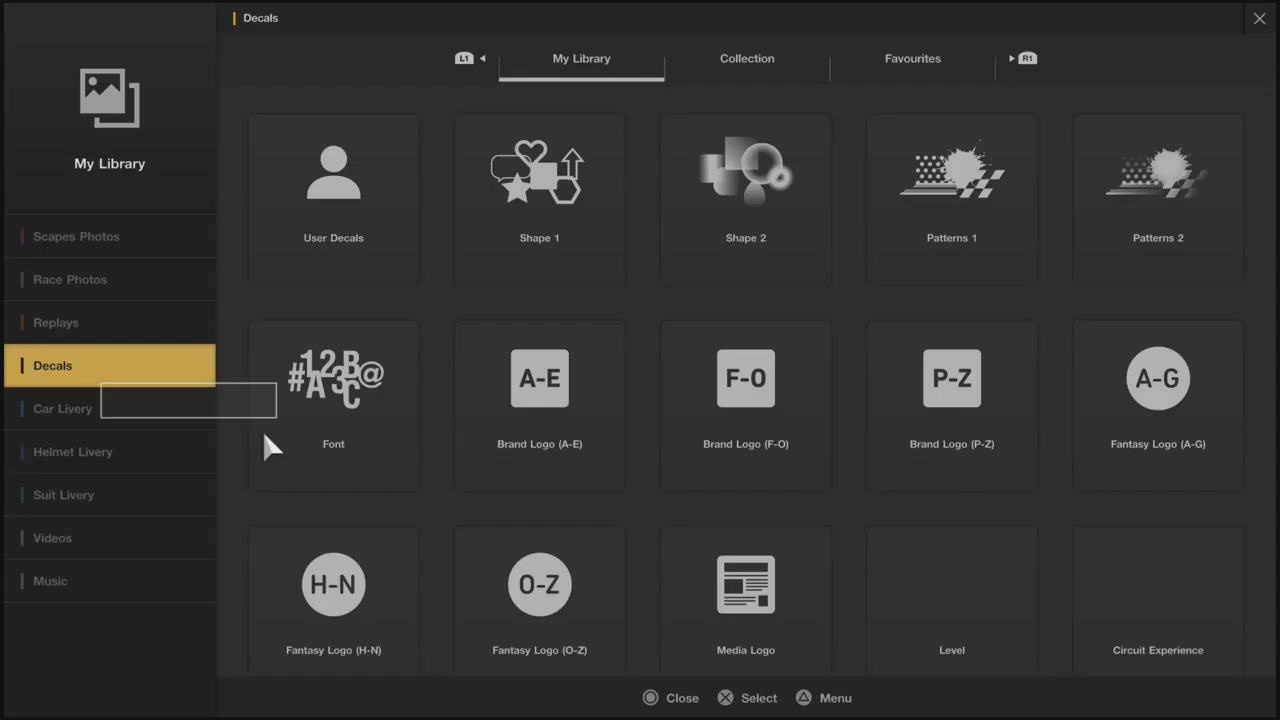 Decals
L1
My Library
Collection
Favourites
R1
My Library
Scapes Photos
Race Photos
Replays
Decals
Car Livery
Helmet Livery
Suit Livery
Videos
Music
User Decals
Shape 1
Shape 2
Patterns 1
Patterns 2
#A123BC@
Font
A-E
Brand Logo (A-E)
F-O
Brand Logo (F-O)
P-Z
Brand Logo (P-Z)
A-G
Fantasy Logo (A-G)
H-N
Fantasy Logo (H-N)
O-Z
Fantasy Logo (O-Z)
Media Logo
Level
Circuit Experience
Close
Select
Menu